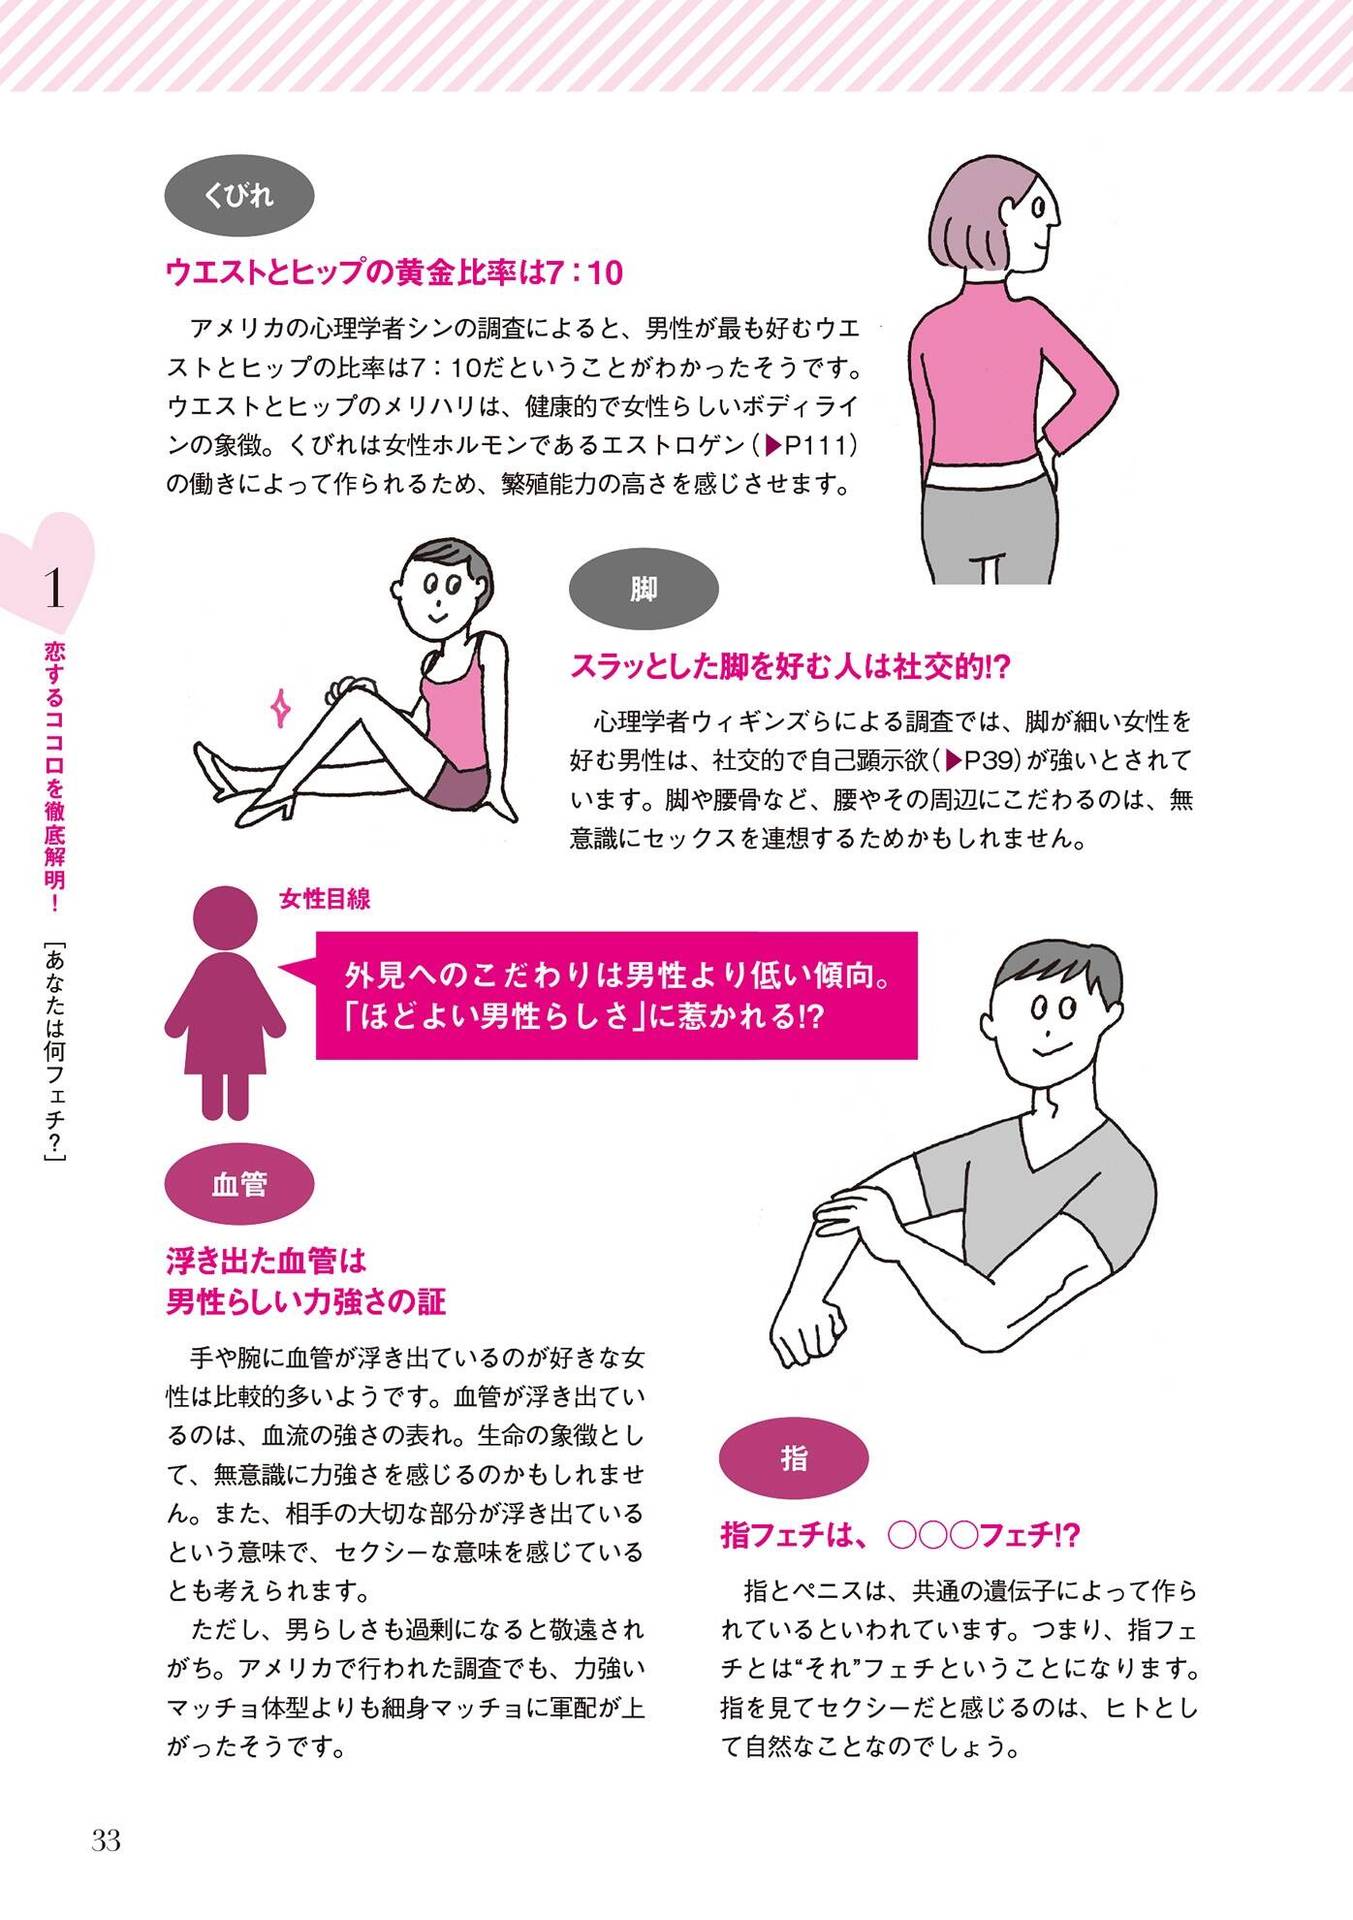 くびれ
ウエストとヒップの黄金比率は7：10
アメリカの心理学者シンの調査によると、男性が最も好むウエ
ストとヒップの比率は7：10だということがわかったそうです。
ウエストとヒップのメリハリは、健康的で女性らしいボディライ
ンの象徴。くびれは女性ホルモンであるエストロゲン（▶P111）
の働きによって作られるため、繁殖能力の高さを感じさせます。
脚
スラッとした脚を好む人は社交的!?
心理学者ウィギンズらによる調査では、脚が細い女性を
好む男性は、社交的で自己顕示欲（▶P39）が強いとされて
います。脚や腰骨など、腰やその周辺にこだわるのは、無
意識にセックスを連想するためかもしれません。
1
恋するココロを徹底解明！
［あなたは何フェチ？］
女性目線
外見へのこだわりは男性より低い傾向。
「ほどよい男性らしさ」に惹かれる!?
血管
浮き出た血管は
男性らしい力強さの証
手や腕に血管が浮き出ているのが好きな女
性は比較的多いようです。血管が浮き出てい
るのは、血流の強さの表れ。生命の象徴とし
て、無意識に力強さを感じるのかもしれませ
ん。また、相手の大切な部分が浮き出ている
という意味で、セクシーな意味を感じている
とも考えられます。
ただし、男らしさも過剰になると敬遠され
がち。アメリカで行われた調査でも、力強い
マッチョ体型よりも細身マッチョに軍配が上
がったそうです。
指
指フェチは、〇〇〇フェチ!?
指とペニスは、共通の遺伝子によって作ら
れているといわれています。つまり、指フェ
チとは“それ”フェチということになります。
指を見てセクシーだと感じるのは、ヒトとし
て自然なことなのでしょう。
33